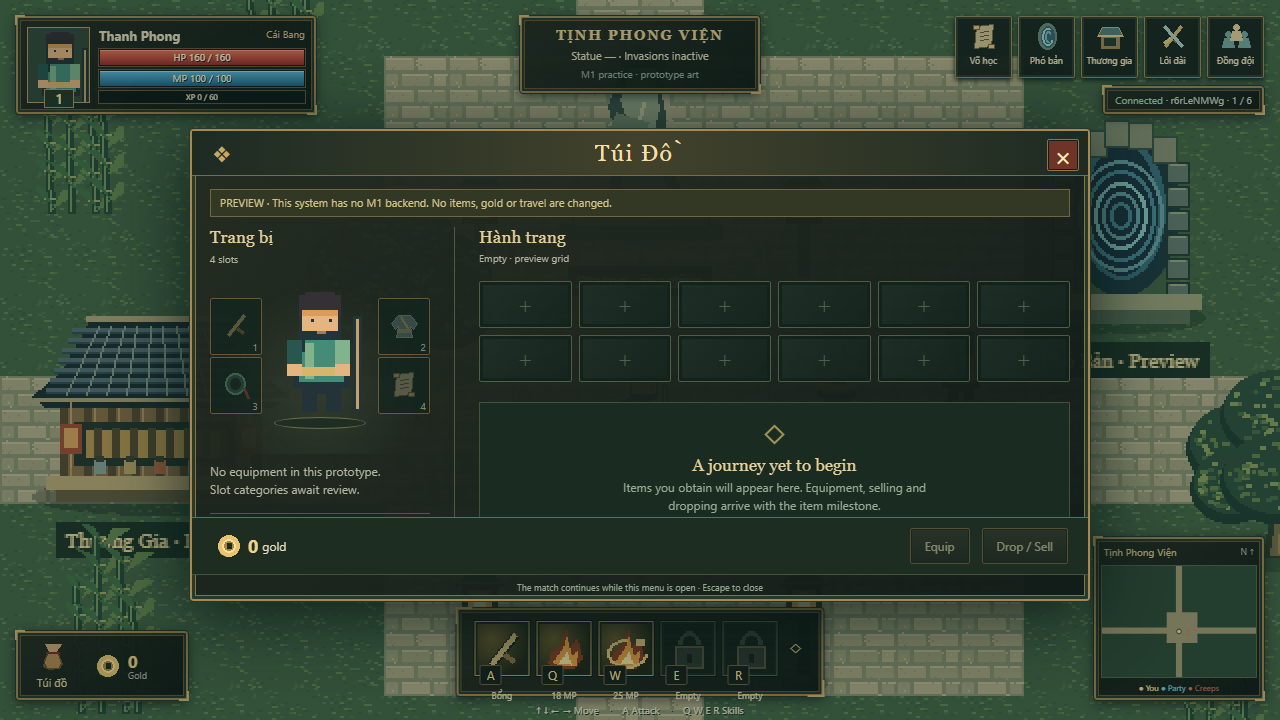 Thanh Phong
Cái Bang
HP 160 / 160
MP 100 / 100
XP 0 / 60
1
TỊNH PHONG VIỆN
Statue — · Invasions inactive
M1 practice · prototype art
Võ học
Phó bản
Thương gia
Lôi đài
Đồng đội
Connected · r6rLeNMWg · 1 / 6
Túi Đồ
×
PREVIEW · This system has no M1 backend. No items, gold or travel are changed.
Trang bị
4 slots
1
2
3
4
No equipment in this prototype.
Slot categories await review.
Hành trang
Empty · preview grid
+ + + + + +
+ + + + + +
A journey yet to begin
Items you obtain will appear here. Equipment, selling and
dropping arrive with the item milestone.
0 gold
Equip
Drop / Sell
The match continues while this menu is open · Escape to close
· Preview
Túi đồ
0
Gold
A
Q
W
E
R
Bổng
18 MP
25 MP
Empty
Empty
↑↓←→ Move
A Attack
Q W E R Skills
Tịnh Phong Viện
N ↑
● You ● Party ● Creeps